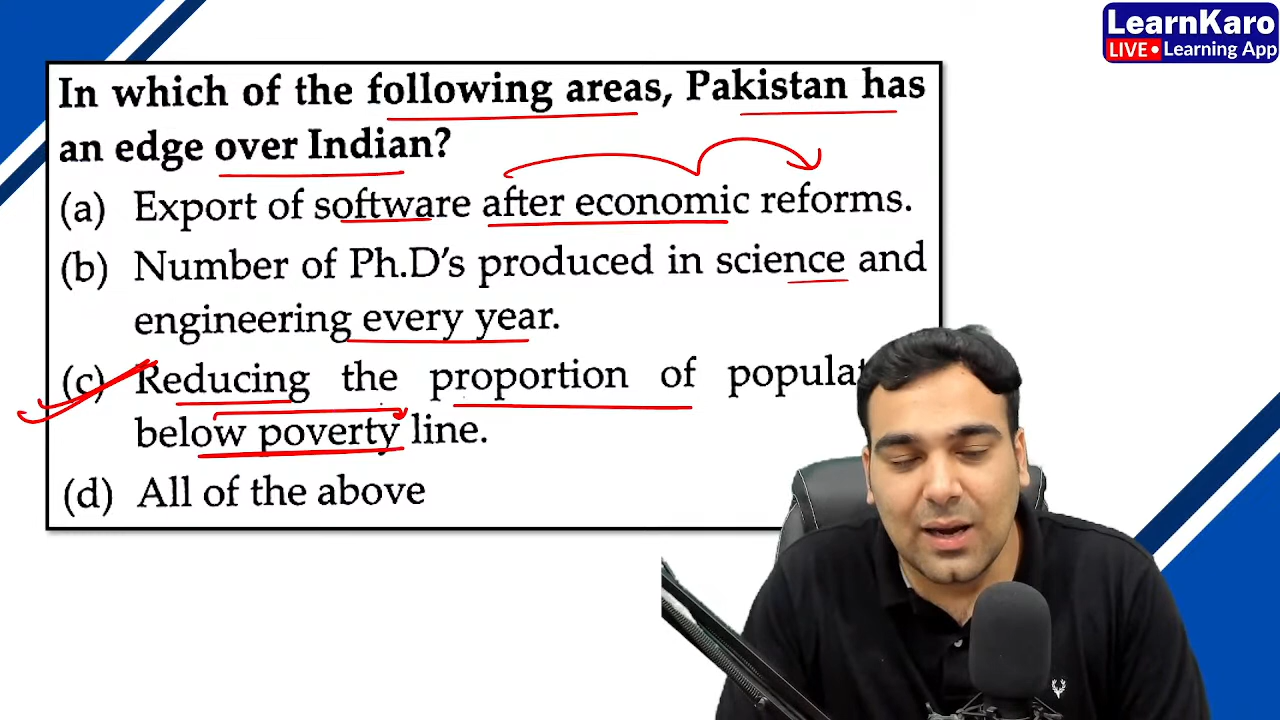 LearnKaro
LIVE • Learning App
In which of the following areas, Pakistan has
an edge over Indian?
(a) Export of software after economic reforms.
(b) Number of Ph.D's produced in science and
engineering every year.
(c) Reducing the proportion of
below poverty line.
(d) All of the above